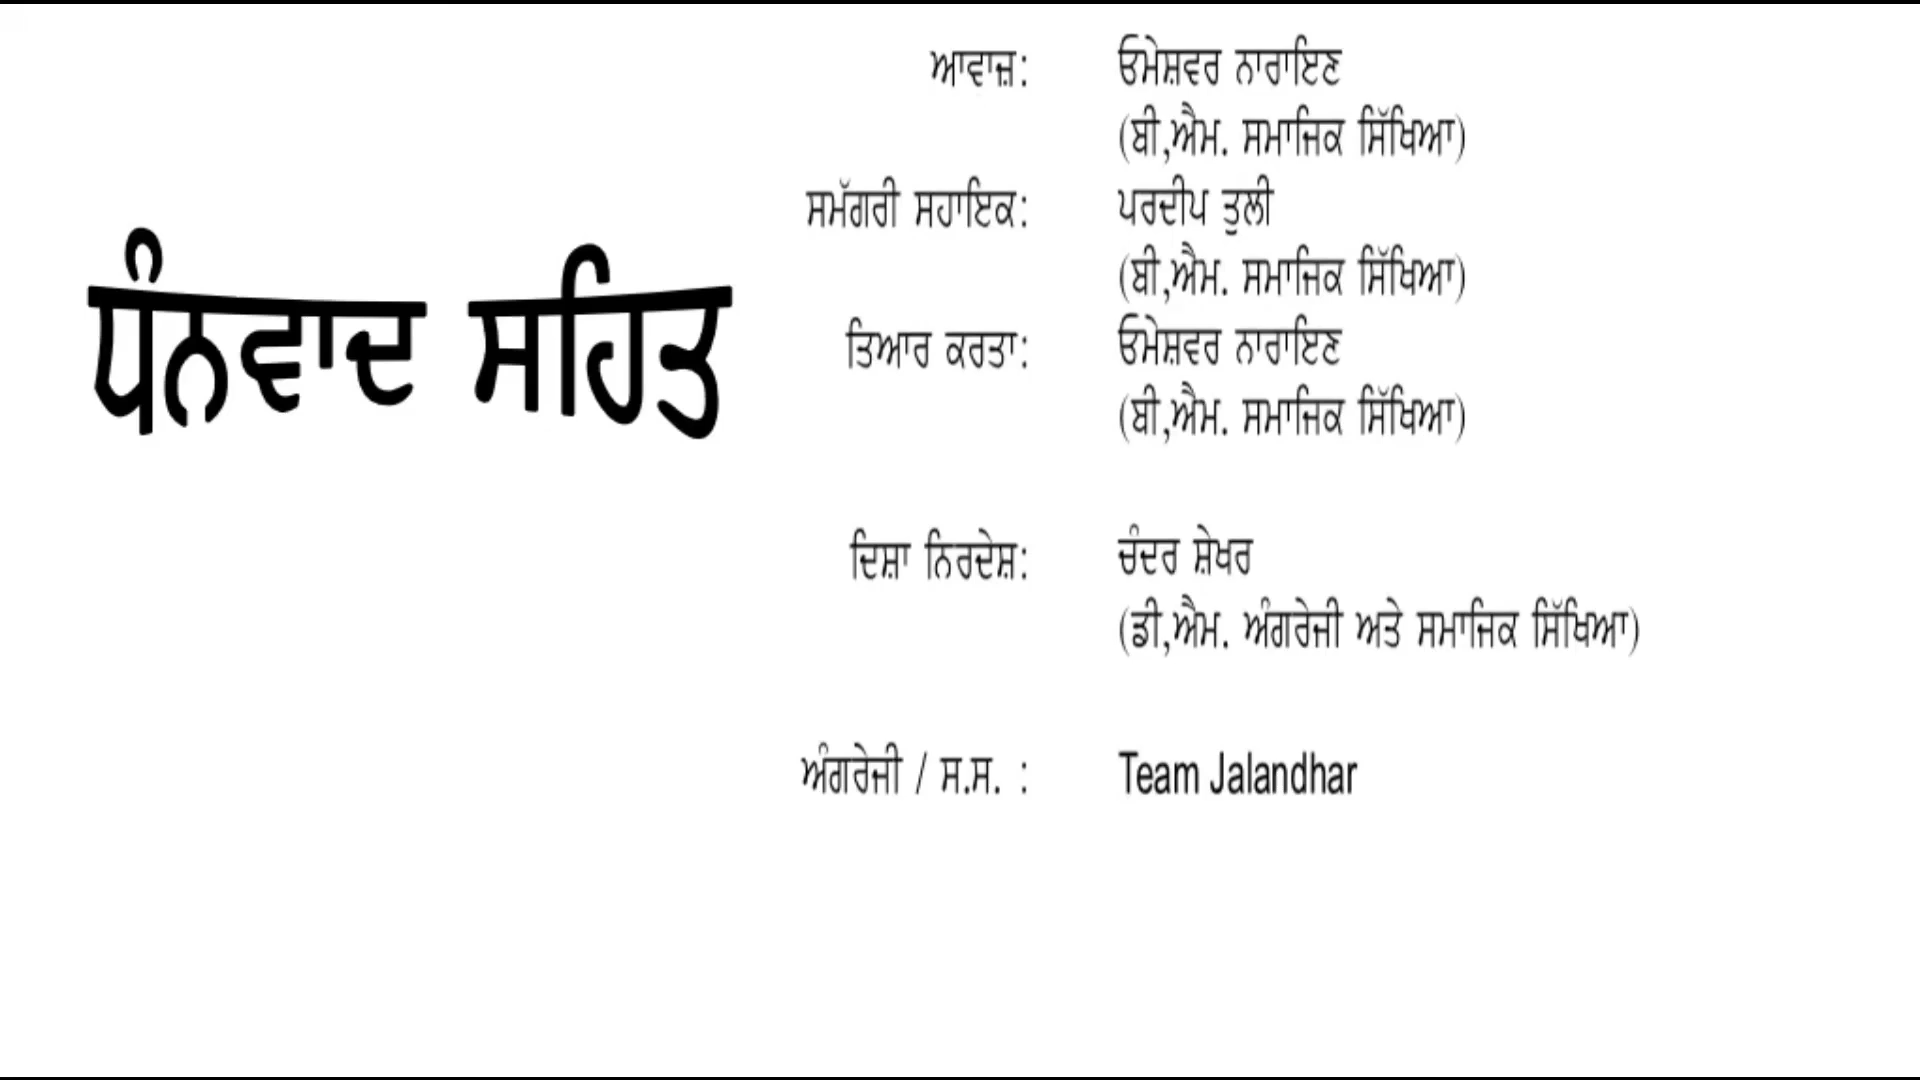 ਧੰਨਵਾਦ ਸਹਿਤ
ਆਵਾਜ਼: ਓਮੇਸ਼ਵਰ ਨਾਰਾਇਣ
(ਬੀ,ਐਮ. ਸਮਾਜਿਕ ਸਿੱਖਿਆ)
ਸਮੱਗਰੀ ਸਹਾਇਕ: ਪਰਦੀਪ ਤੁਲੀ
(ਬੀ,ਐਮ. ਸਮਾਜਿਕ ਸਿੱਖਿਆ)
ਤਿਆਰ ਕਰਤਾ: ਓਮੇਸ਼ਵਰ ਨਾਰਾਇਣ
(ਬੀ,ਐਮ. ਸਮਾਜਿਕ ਸਿੱਖਿਆ)
ਦਿਸ਼ਾ ਨਿਰਦੇਸ਼: ਚੰਦਰ ਸ਼ੇਖਰ
(ਡੀ,ਐਮ. ਅੰਗਰੇਜੀ ਅਤੇ ਸਮਾਜਿਕ ਸਿੱਖਿਆ)
ਅੰਗਰੇਜੀ / ਸ.ਸ. : Team Jalandhar